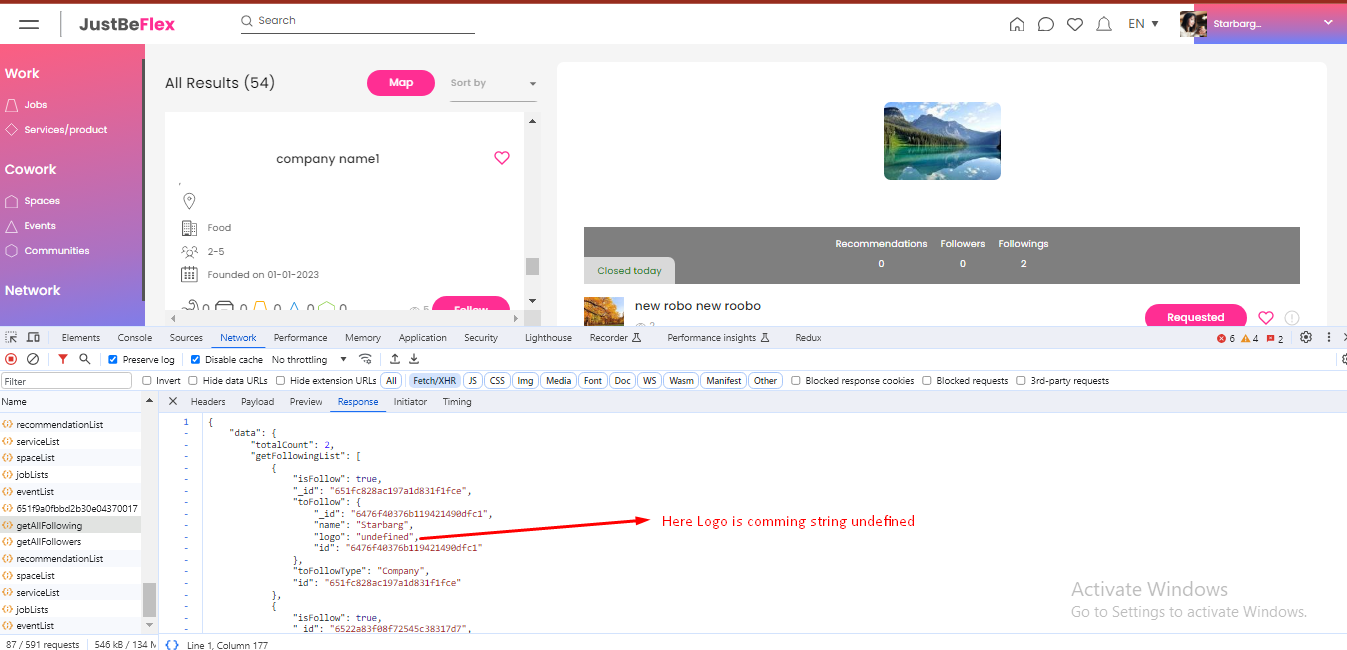 JustBeFlex
Search
EN
Starbarg...
Work
Jobs
Services/product
Cowork
Spaces
Events
Communities
Network
All Results (54)
Map
Sort by
company name1
Food
2-5
Founded on 01-01-2023
0 0 0 0 0
5
Follow
Recommendations Followers Followings
0 0 2
Closed today
new robo new roobo
2
Requested
Elements Console Sources Network Performance Memory Application Security Lighthouse Recorder Performance insights Redux
6 4 2
Preserve log Disable cache No throttling
Filter
Invert Hide data URLs Hide extension URLs All Fetch/XHR JS CSS Img Media Font Doc WS Wasm Manifest Other Blocked response cookies Blocked requests 3rd-party requests
Name
Headers Payload Preview Response Initiator Timing
recommendationList
serviceList
spaceList
jobLists
eventList
651f9a0fbbd2b30e04370017
getAllFollowing
getAllFollowers
recommendationList
spaceList
serviceList
jobLists
eventList
1 {
- "data": {
- "totalCount": 2,
- "getFollowingList": [
- {
- "isFollow": true,
- "_id": "651fc828ac197a1d831f1fce",
- "toFollow": {
- "_id": "6476f40376b119421490dfc1",
- "name": "Starbarg",
- "logo": "undefined",
- "id": "6476f40376b119421490dfc1"
- },
- "toFollowType": "Company",
- "id": "651fc828ac197a1d831f1fce"
- },
- {
- "isFollow": true,
- "_id": "6522a83f08f72545c38317d7",
Here Logo is comming string undefined
Activate Windows
Go to Settings to activate Windows.
87 / 591 requests 546 kB / 134 M
{} Line 1, Column 177